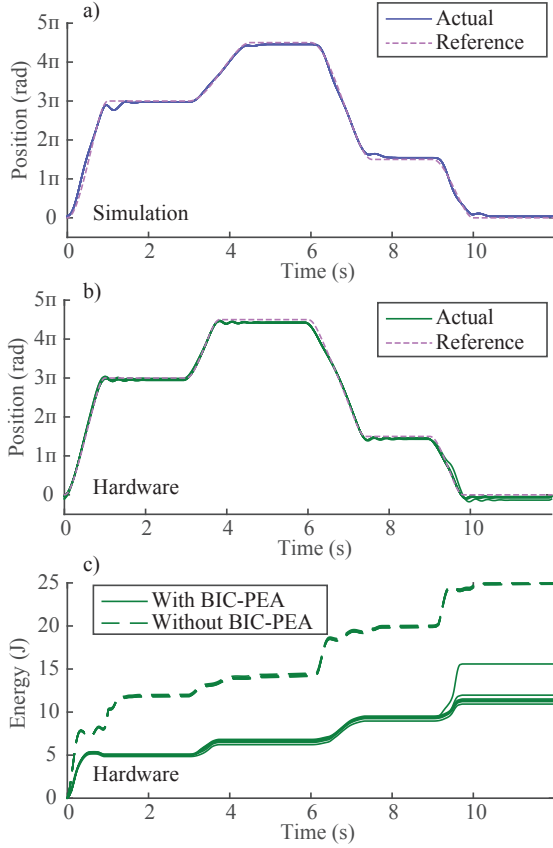 a)
Actual
Reference
5π
4π
3π
2π
1π
0
Position (rad)
Simulation
0 2 4 6 8 10
Time (s)
b)
Actual
Reference
5π
4π
3π
2π
1π
0
Position (rad)
Hardware
0 2 4 6 8 10
Time (s)
c)
With BIC-PEA
Without BIC-PEA
25
20
15
10
5
0
Energy (J)
Hardware
0 2 4 6 8 10
Time (s)